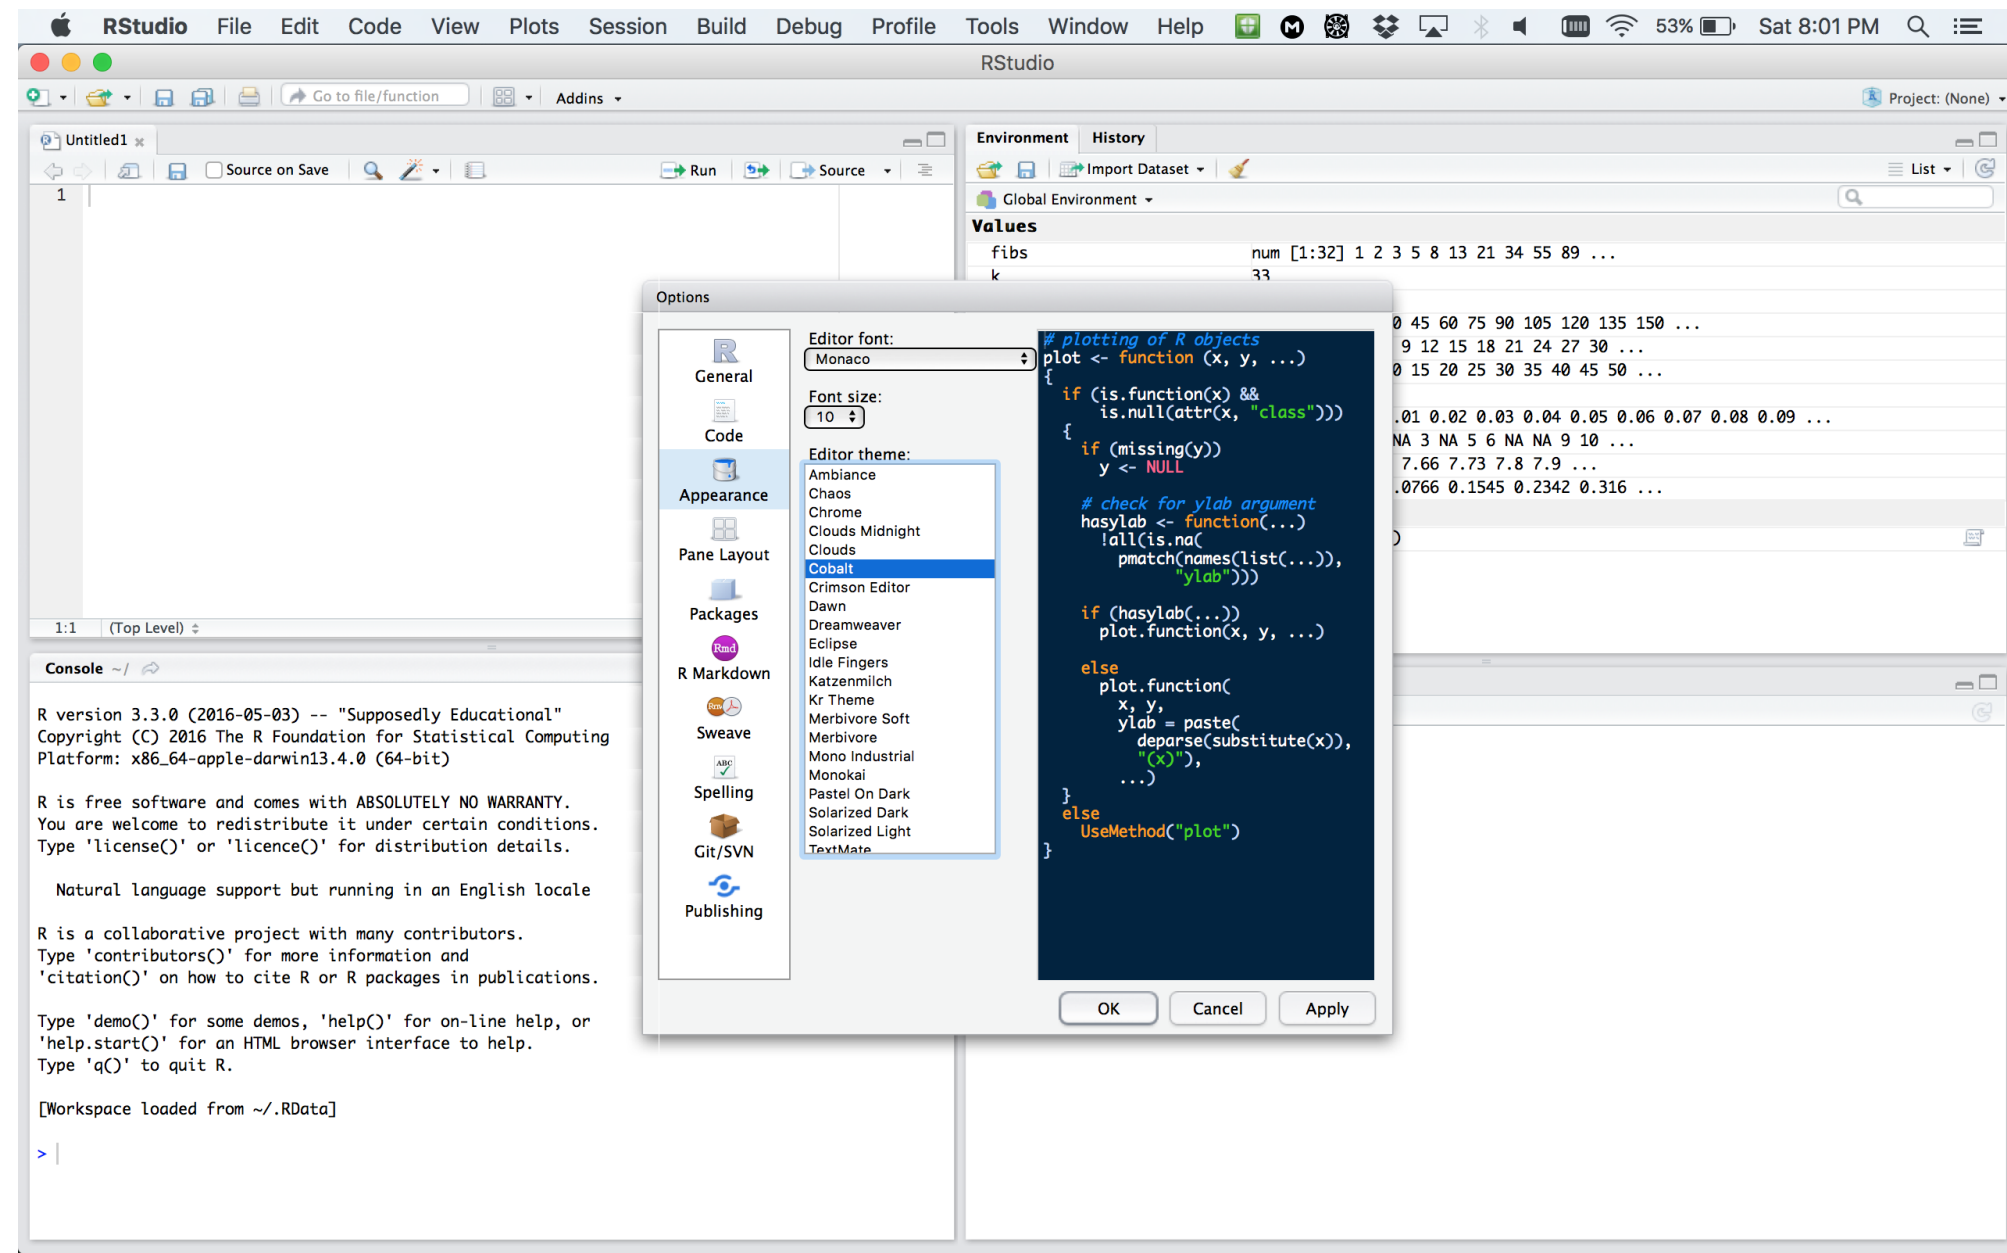 RStudio File Edit Code View Plots Session Build Debug Profile Tools Window Help 53% Sat 8:01 PM
RStudio
Go to file/function Addins Project: (None)
Untitled1
Source on Save Run Source
1
1:1 (Top Level)
Environment History
Import Dataset List
Global Environment
Values
fibs num [1:32] 1 2 3 5 8 13 21 34 55 89 ...
k 33
0 45 60 75 90 105 120 135 150 ...
9 12 15 18 21 24 27 30 ...
0 15 20 25 30 35 40 45 50 ...
.01 0.02 0.03 0.04 0.05 0.06 0.07 0.08 0.09 ...
NA 3 NA 5 6 NA NA 9 10 ...
7.66 7.73 7.8 7.9 ...
.0766 0.1545 0.2342 0.316 ...
)
Options
General
Code
Appearance
Pane Layout
Packages
Rmd
R Markdown
Sweave
ABC
Spelling
Git/SVN
Publishing
Editor font:
Monaco
Font size:
10
Editor theme:
Ambiance
Chaos
Chrome
Clouds Midnight
Clouds
Cobalt
Crimson Editor
Dawn
Dreamweaver
Eclipse
Idle Fingers
Katzenmilch
Kr Theme
Merbivore Soft
Merbivore
Mono Industrial
Monokai
Pastel On Dark
Solarized Dark
Solarized Light
TextMate
# plotting of R objects
plot <- function (x, y, ...)
{
  if (is.function(x) &&
      is.null(attr(x, "class")))
  {
    if (missing(y))
      y <- NULL
    # check for ylab argument
    hasylab <- function(...)
      !all(is.na(
        pmatch(names(list(...)),
              "ylab")))
    if (hasylab(...))
      plot.function(x, y, ...)
    else
      plot.function(
        x, y,
        ylab = paste(
          deparse(substitute(x)),
          "(x)"),
        ...)
  }
  else
    UseMethod("plot")
}
OK Cancel Apply
Console ~/
R version 3.3.0 (2016-05-03) -- "Supposedly Educational"
Copyright (C) 2016 The R Foundation for Statistical Computing
Platform: x86_64-apple-darwin13.4.0 (64-bit)
R is free software and comes with ABSOLUTELY NO WARRANTY.
You are welcome to redistribute it under certain conditions.
Type 'license()' or 'licence()' for distribution details.
  Natural language support but running in an English locale
R is a collaborative project with many contributors.
Type 'contributors()' for more information and
'citation()' on how to cite R or R packages in publications.
Type 'demo()' for some demos, 'help()' for on-line help, or
'help.start()' for an HTML browser interface to help.
Type 'q()' to quit R.
[Workspace loaded from ~/.RData]
>